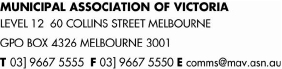 MUNICIPAL ASSOCIATION OF VICTORIA
LEVEL 12  60 COLLINS STREET MELBOURNE
GPO BOX 4326 MELBOURNE 3001
T 03] 9667 5555  F 03] 9667 5550 E comms@mav.asn.au